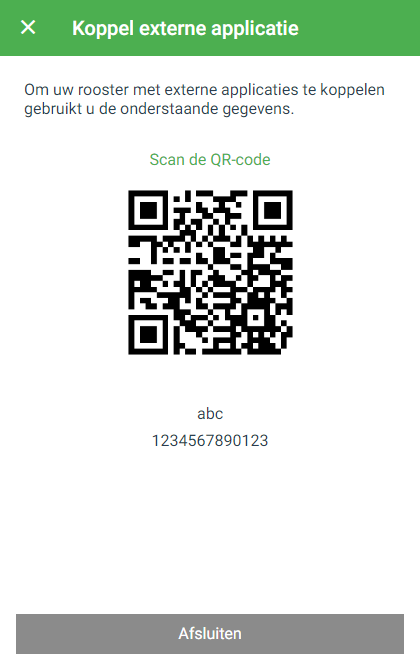 Koppel externe applicatie
Om uw rooster met externe applicaties te koppelen
gebruikt u de onderstaande gegevens.
Scan de QR-code
abc
1234567890123
Afsluiten